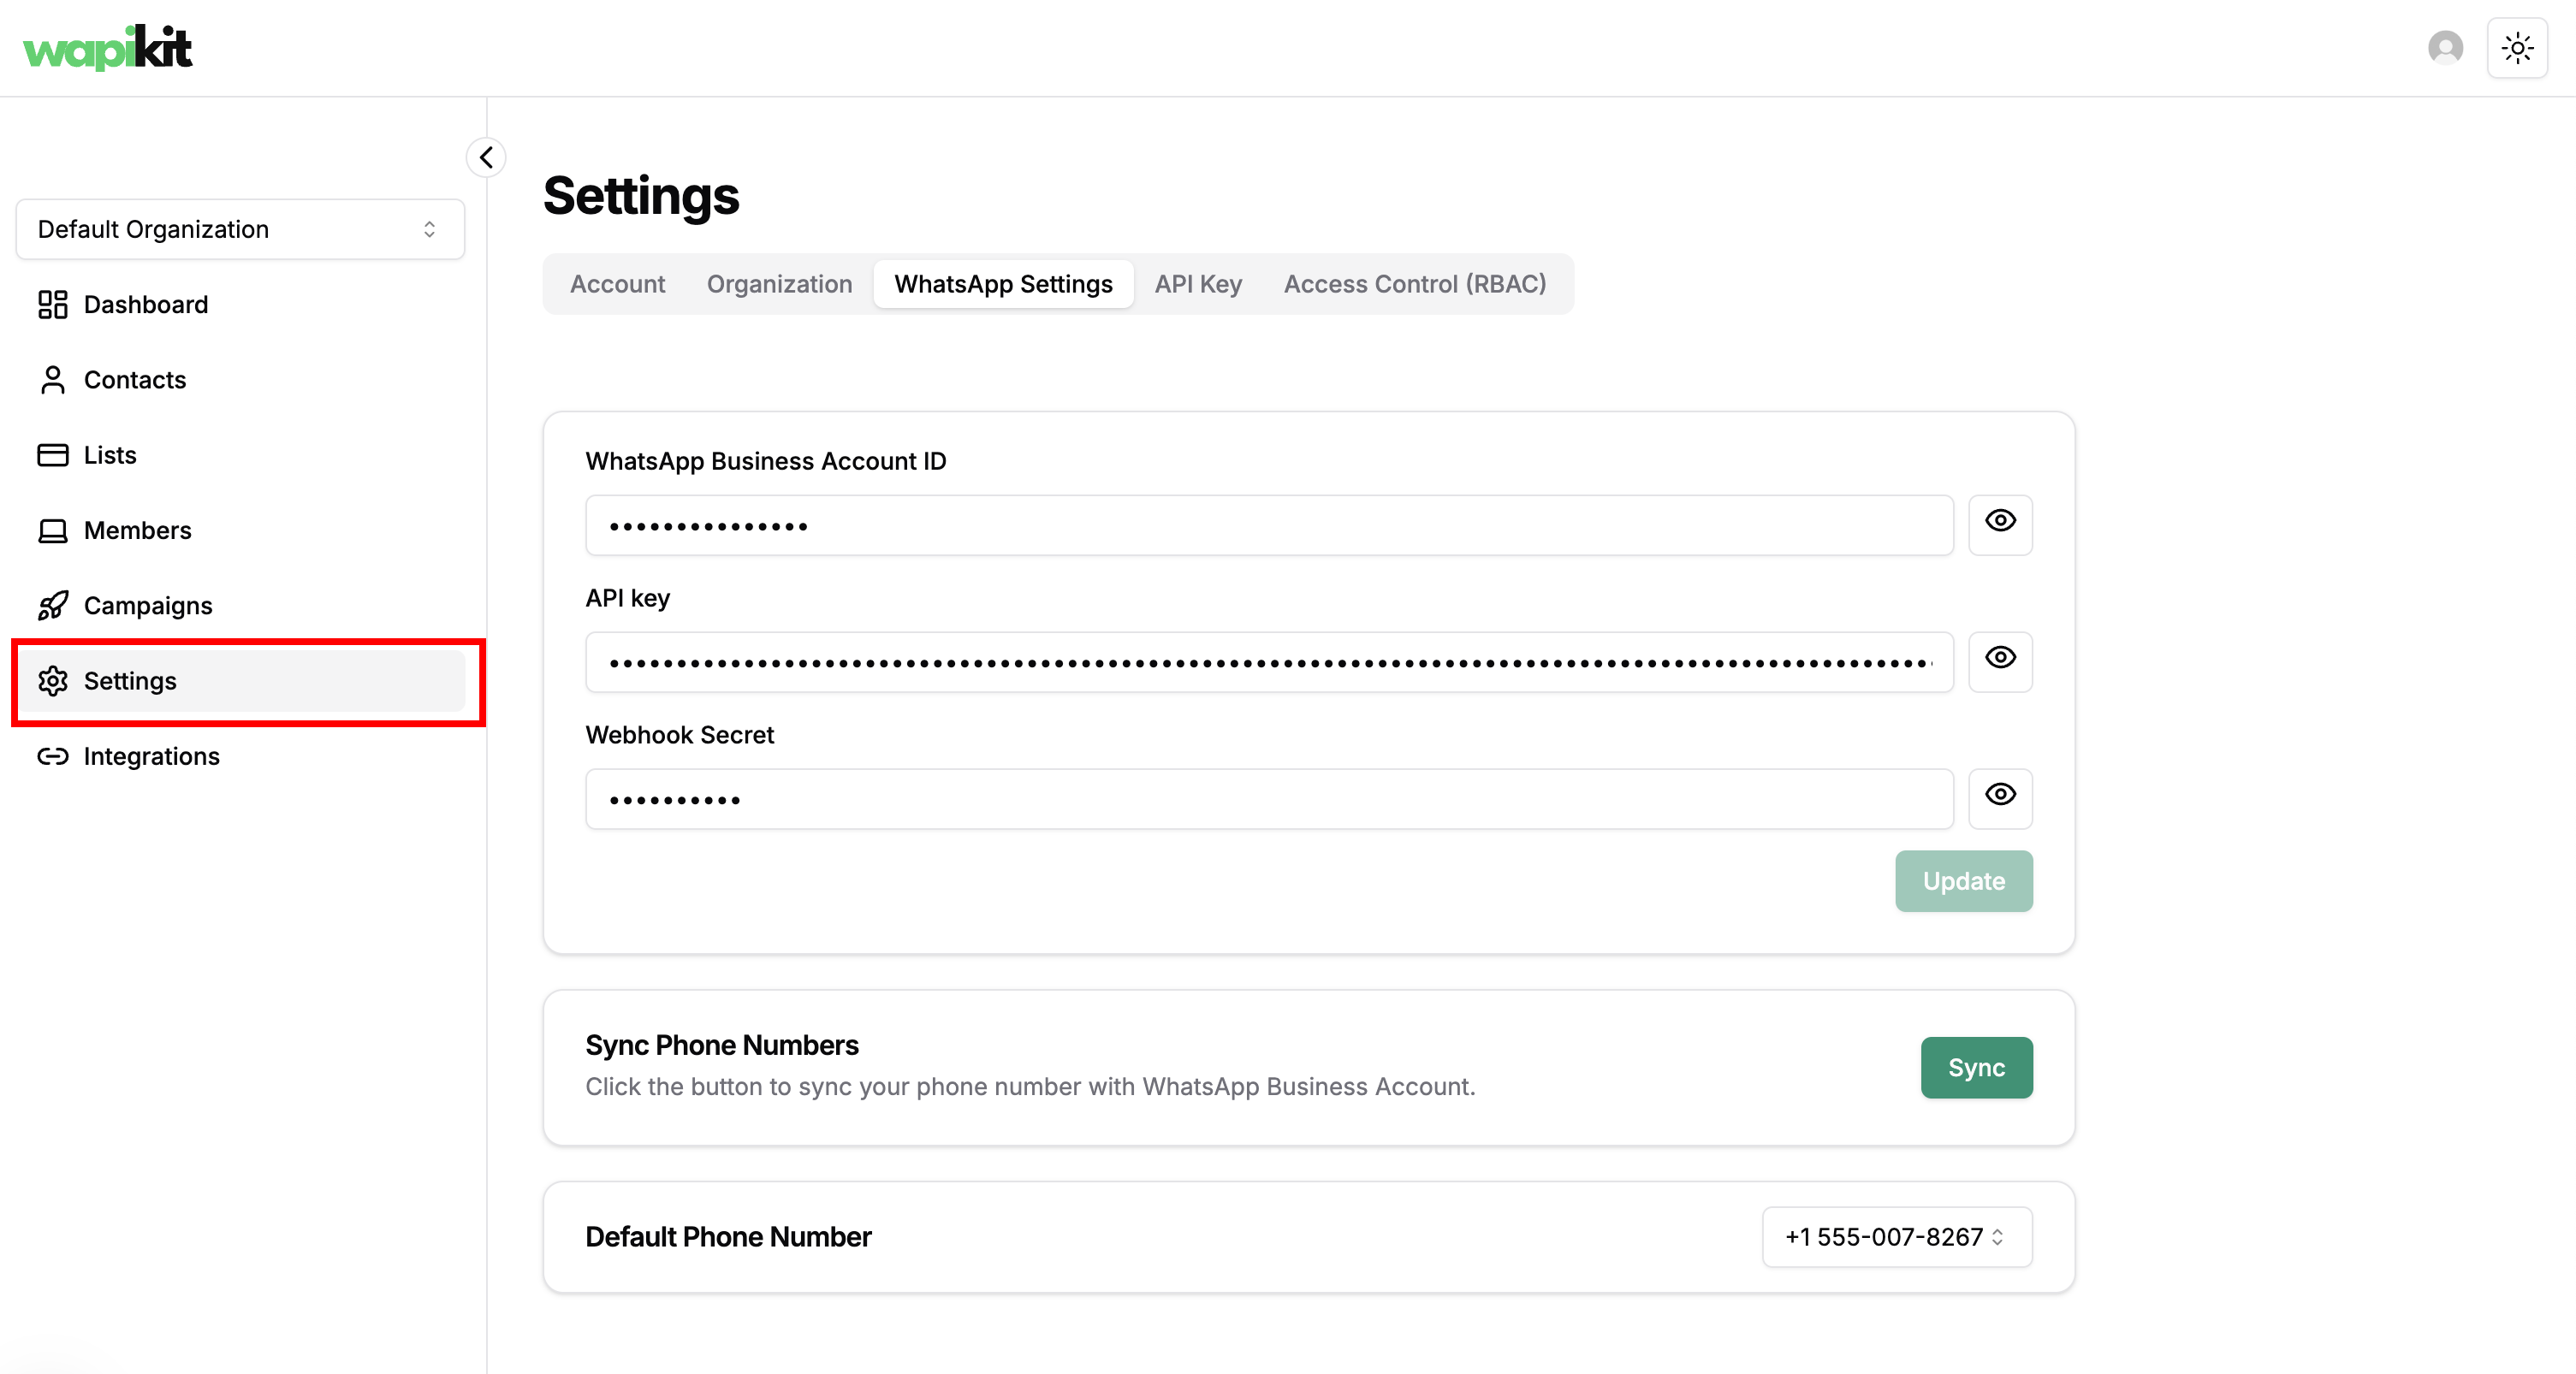 wapikit
Default Organization
Dashboard
Contacts
Lists
Members
Campaigns
Settings
Integrations
Settings
Account Organization WhatsApp Settings API Key Access Control (RBAC)
WhatsApp Business Account ID
API key
Webhook Secret
Update
Sync Phone Numbers
Click the button to sync your phone number with WhatsApp Business Account.
Sync
Default Phone Number
+1 555-007-8267